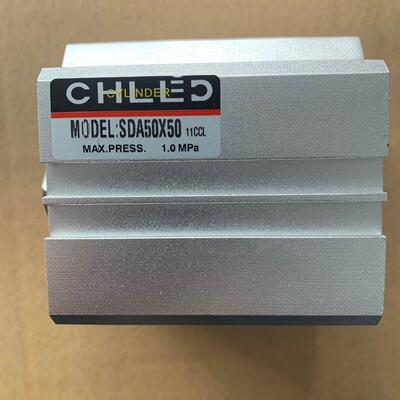 CHLED
CYLINDER
MODEL:SDA50X50 11CCL
MAX.PRESS. 1.0 MPa